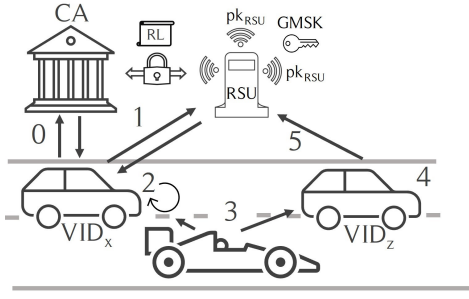 CA
RL
pk_RSU
GMSK
pk_RSU
RSU
0
1
5
2
3
4
VID_x
VID_z